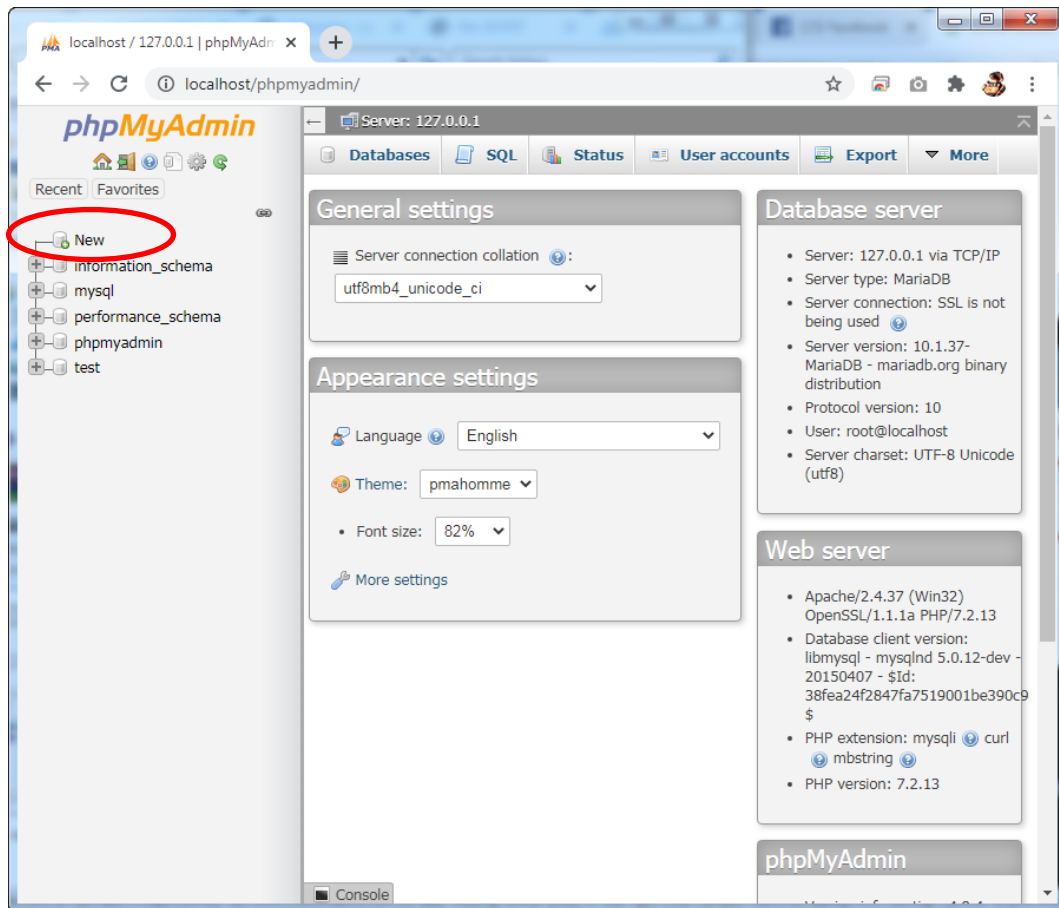 localhost / 127.0.0.1 | phpMyAdm
localhost/phpmyadmin/
phpMyAdmin
Recent Favorites
New
information_schema
mysql
performance_schema
phpmyadmin
test
Server: 127.0.0.1
Databases SQL Status User accounts Export More
General settings
Server connection collation :
utf8mb4_unicode_ci
Appearance settings
Language English
Theme: pmahomme
• Font size: 82%
More settings
Database server
• Server: 127.0.0.1 via TCP/IP
• Server type: MariaDB
• Server connection: SSL is not
being used
• Server version: 10.1.37-
MariaDB - mariadb.org binary
distribution
• Protocol version: 10
• User: root@localhost
• Server charset: UTF-8 Unicode
(utf8)
Web server
• Apache/2.4.37 (Win32)
OpenSSL/1.1.1a PHP/7.2.13
• Database client version:
libmysql - mysqlnd 5.0.12-dev -
20150407 - $Id:
38fea24f2847fa7519001be390c9
$
• PHP extension: mysqli curl
mbstring
• PHP version: 7.2.13
phpMyAdmin
Console